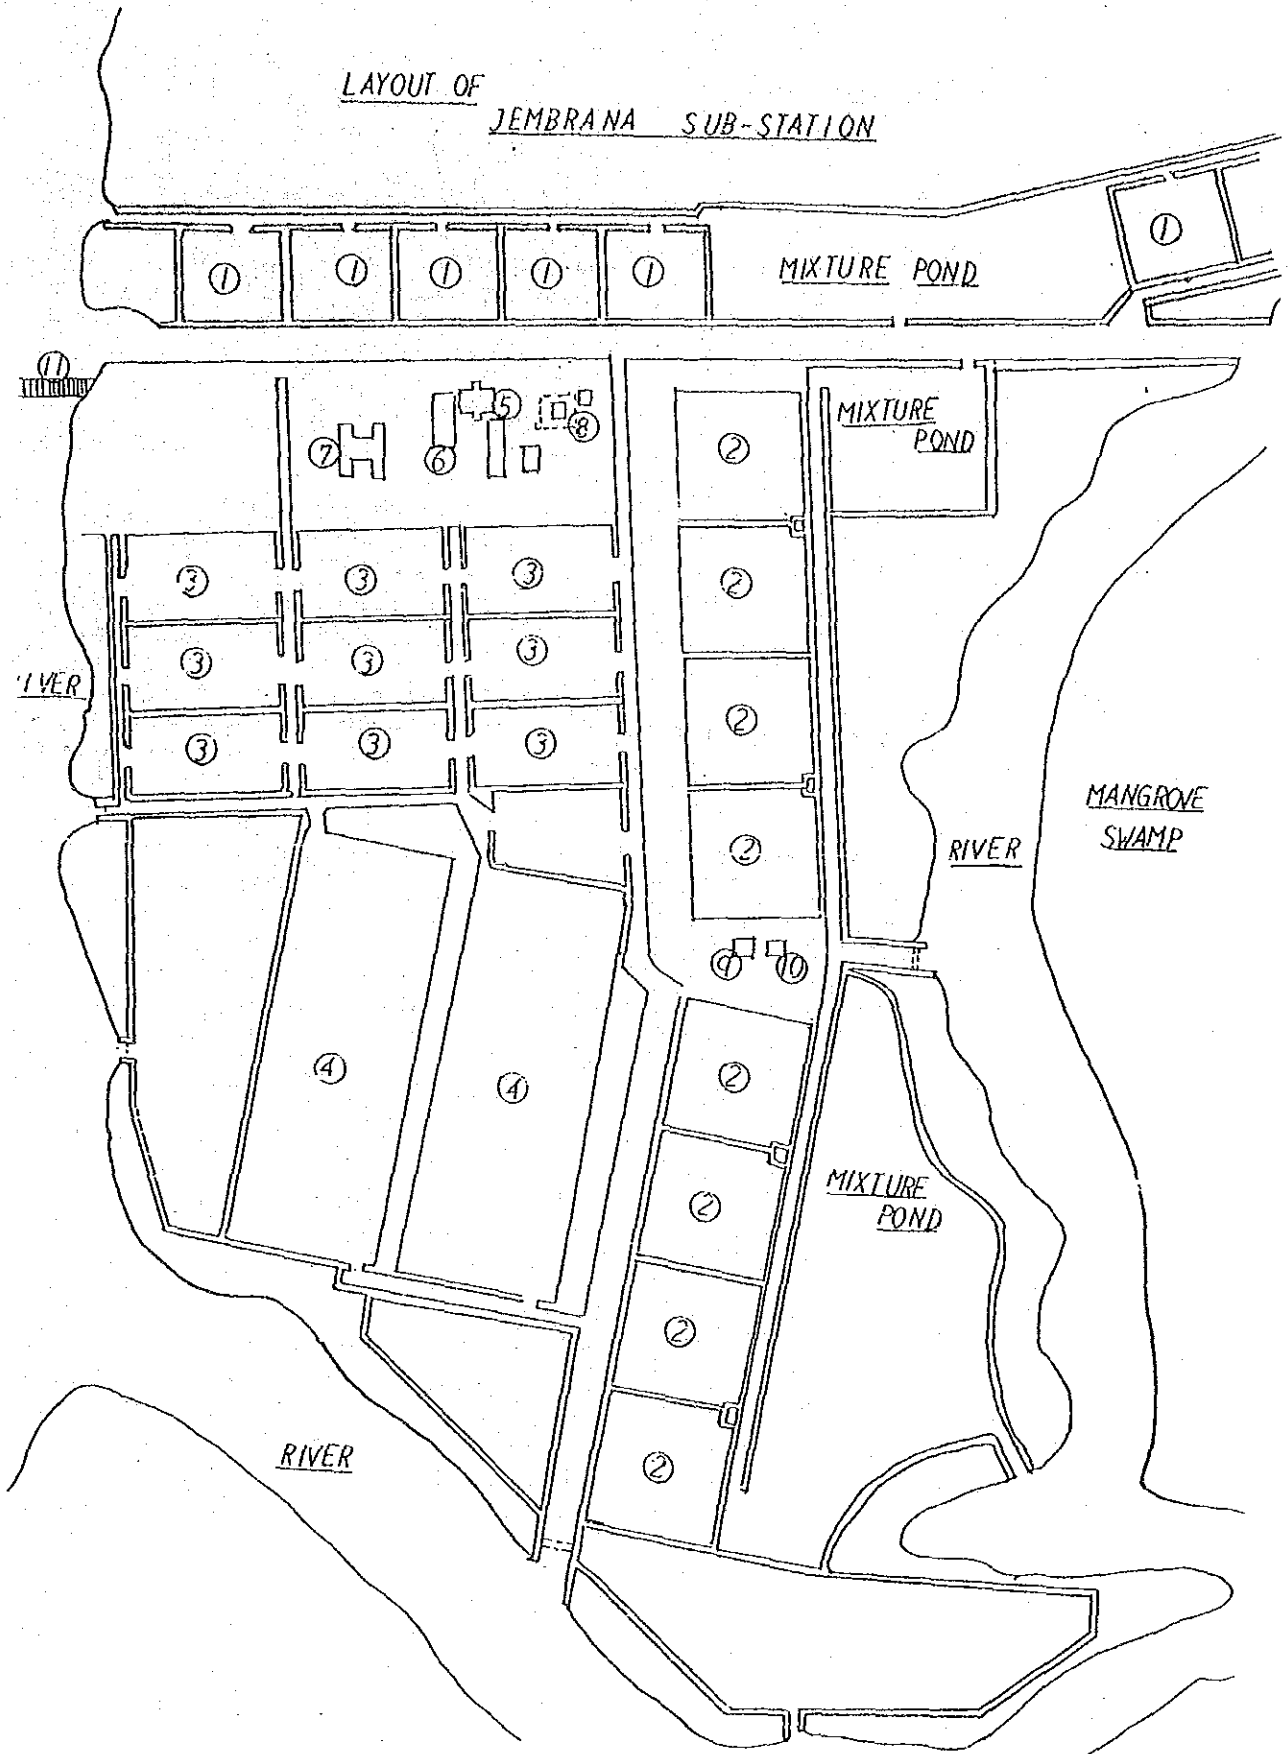 LAYOUT OF
JEMBRANA SUB-STATION
1
1 1 1 1 1
MIXTURE POND
11
5
8
7 6
2
MIXTURE
POND
3 3 3
2
3 3 3
IVER
2
3 3 3
MANGROVE
SWAMP
2
RIVER
9 10
4
4
2
MIXTURE
POND
2
2
RIVER
2